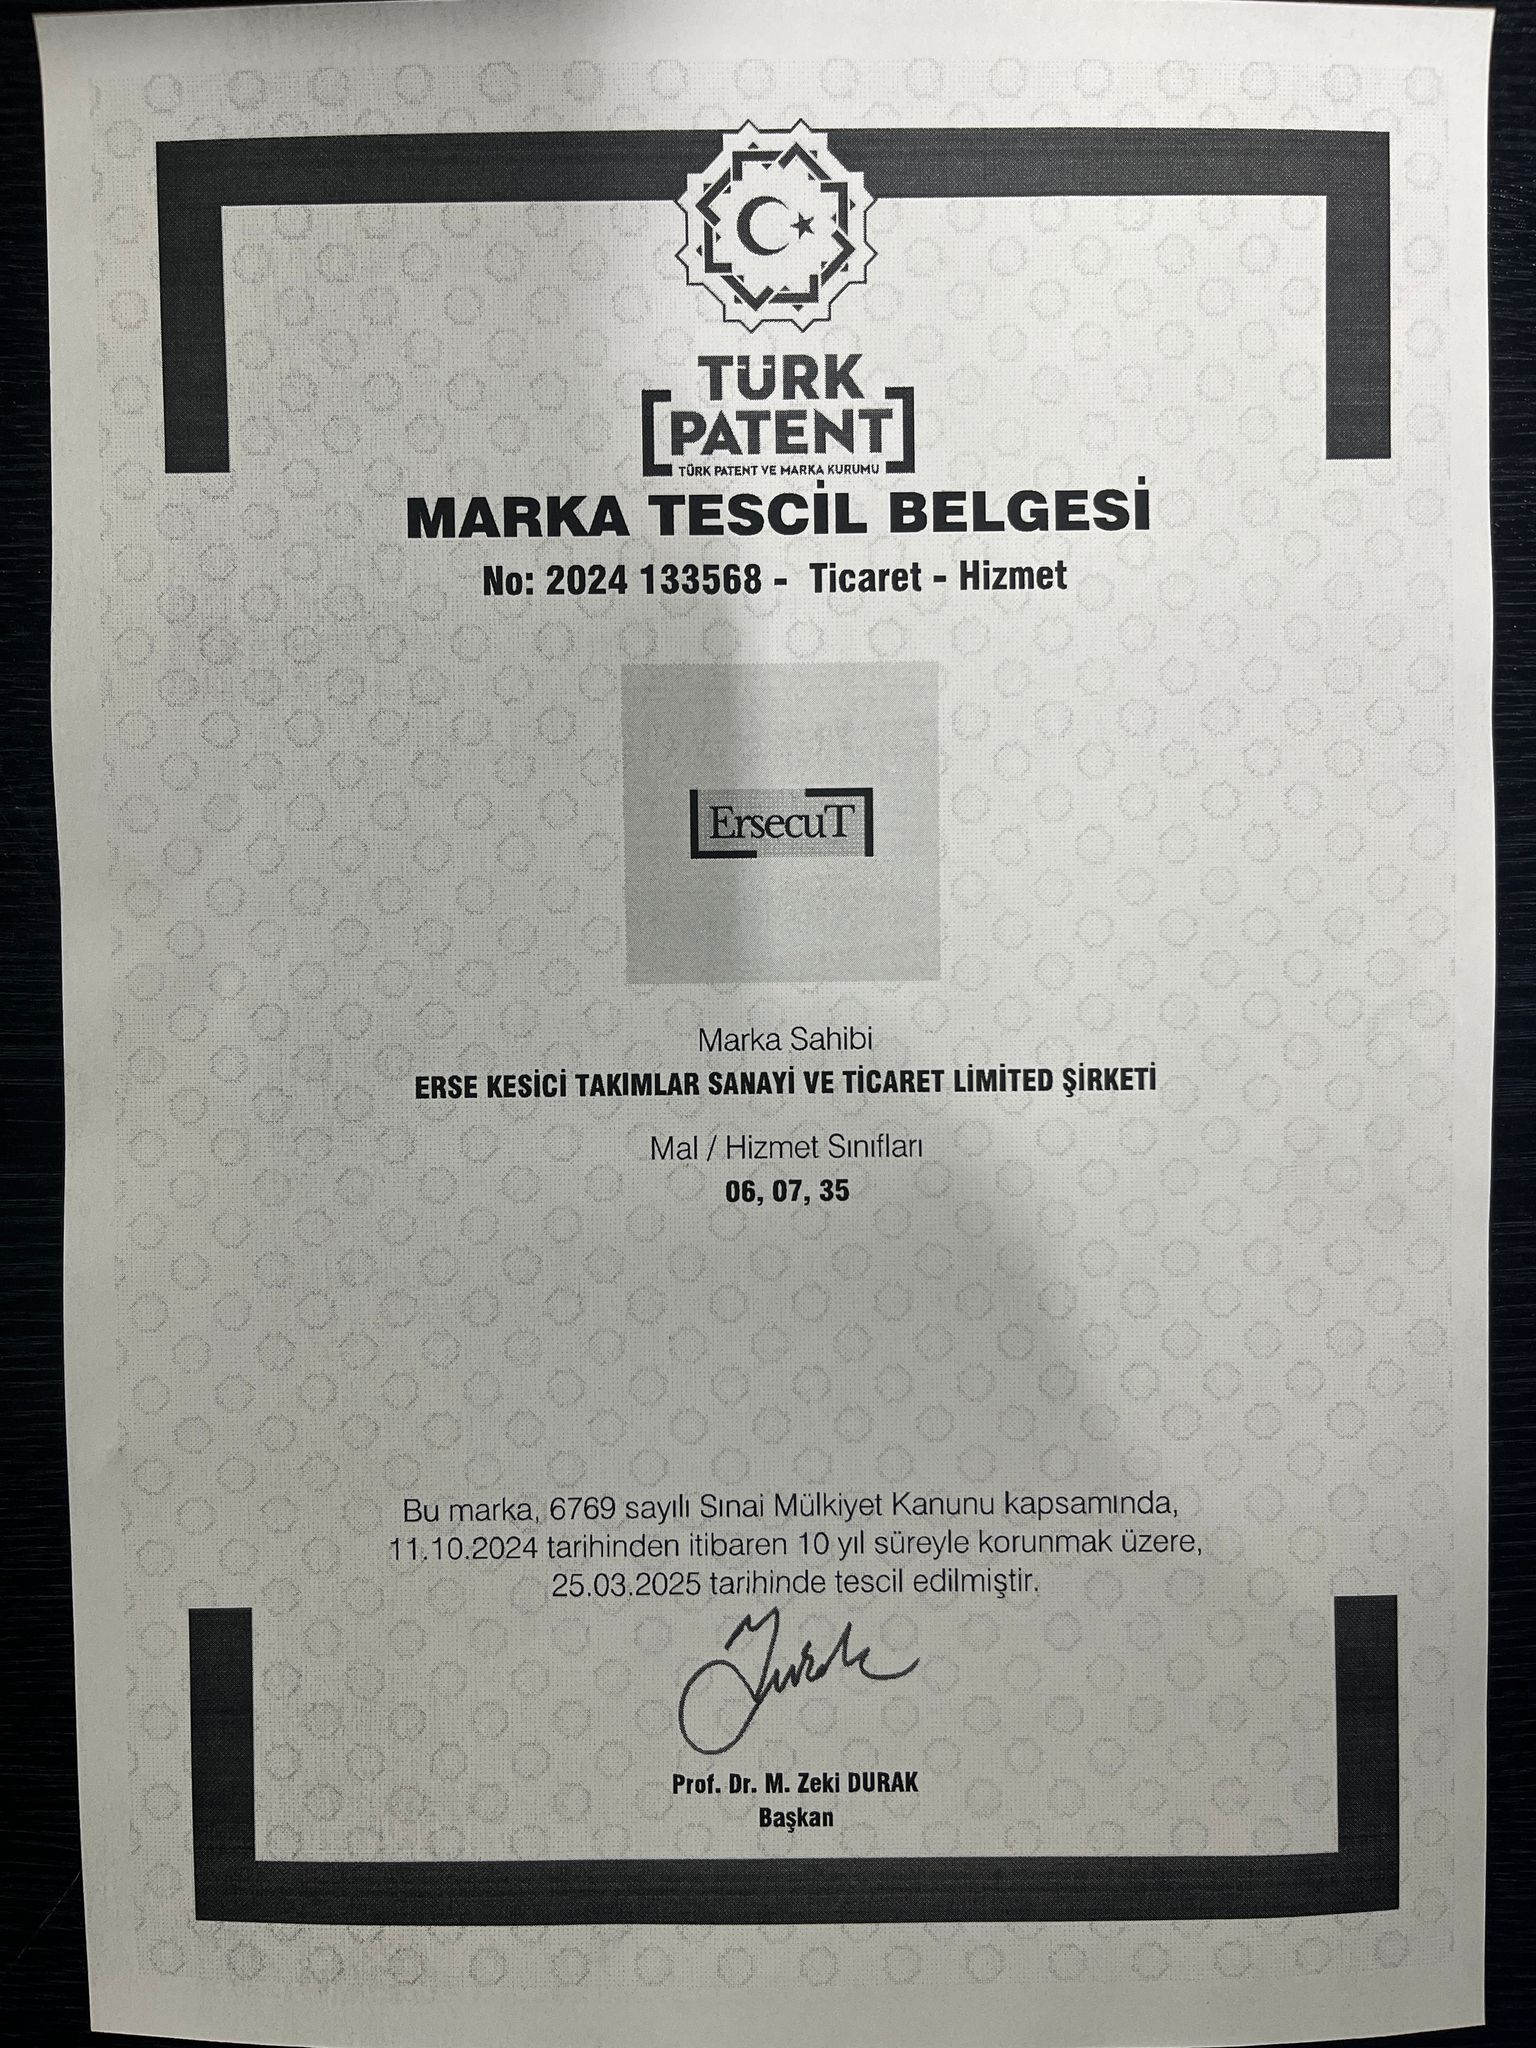 TÜRK
PATENT
TÜRK PATENT VE MARKA KURUMU
MARKA TESCİL BELGESİ
No: 2024 133568 - Ticaret - Hizmet
ErsecuT
Marka Sahibi
ERSE KESİCİ TAKIMLAR SANAYİ VE TİCARET LİMİTED ŞİRKETİ
Mal / Hizmet Sınıfları
06, 07, 35
Bu marka, 6769 sayılı Sınai Mülkiyet Kanunu kapsamında,
11.10.2024 tarihinden itibaren 10 yıl süreyle korunmak üzere,
25.03.2025 tarihinde tescil edilmiştir.
Prof. Dr. M. Zeki DURAK
Başkan